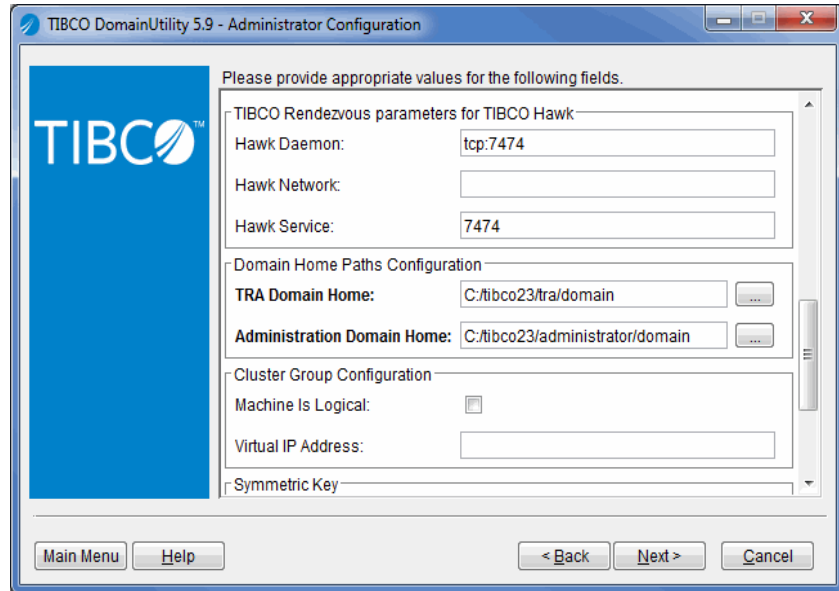 TIBCO DomainUtility 5.9 - Administrator Configuration
Please provide appropriate values for the following fields.
TIBCO™
TIBCO Rendezvous parameters for TIBCO Hawk
Hawk Daemon: tcp:7474
Hawk Network:
Hawk Service: 7474
Domain Home Paths Configuration
TRA Domain Home: C:/tibco23/tra/domain ...
Administration Domain Home: C:/tibco23/administrator/domain ...
Cluster Group Configuration
Machine Is Logical:
Virtual IP Address:
Symmetric Key
Main Menu Help < Back Next > Cancel